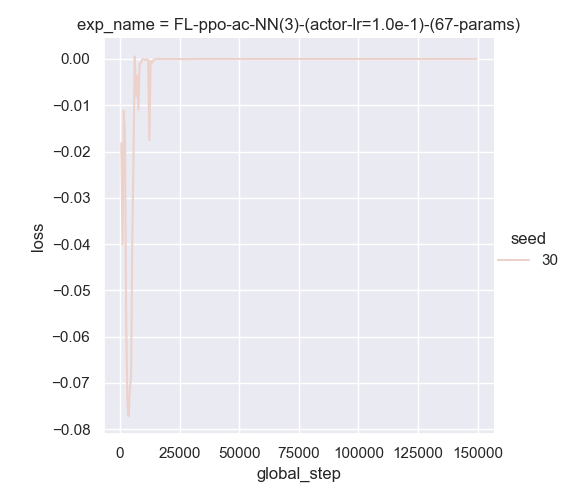 exp_name = FL-ppo-ac-NN(3)-(actor-lr=1.0e-1)-(67-params)
0.00
−0.01
−0.02
−0.03
−0.04
−0.05
−0.06
−0.07
−0.08
loss
0 25000 50000 75000 100000 125000 150000
global_step
seed
30